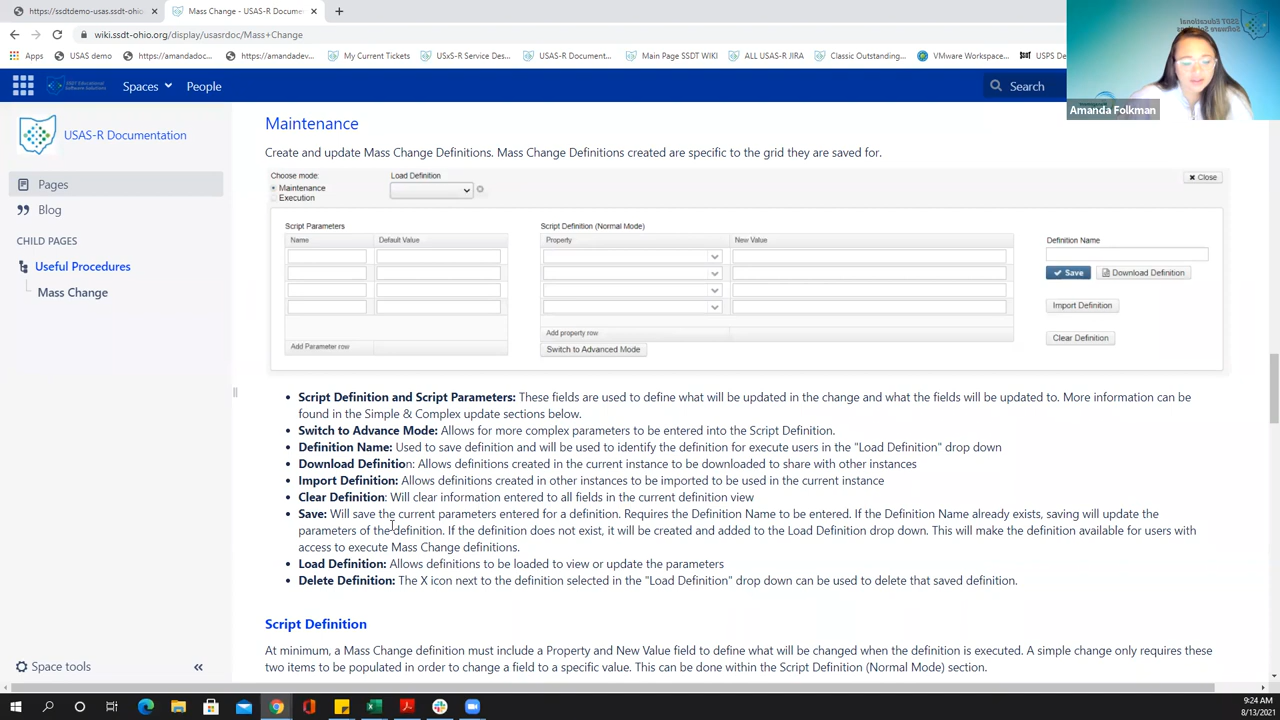 https://ssdtdemo-usas.ssdt-ohio
Mass Change - USAS-R Documen
wiki.ssdt-ohio.org/display/usasrdoc/Mass+Change
Apps
USAS demo
https://amandadoc...
https://amandadev...
My Current Tickets
USxS-R Service Des...
USAS-R Document...
Main Page SSDT WIKI
ALL USAS-R JIRA
Classic Outstanding...
VMware Workspace...
USPS De
Spaces
People
Search
Amanda Folkman
USAS-R Documentation
Pages
Blog
CHILD PAGES
Useful Procedures
Mass Change
Space tools
Maintenance
Create and update Mass Change Definitions. Mass Change Definitions created are specific to the grid they are saved for.
Choose mode:
Maintenance
Execution
Load Definition
Close
Script Parameters
Name
Default Value
Add Parameter row
Script Definition (Normal Mode)
Property
New Value
Add property row
Switch to Advanced Mode
Definition Name
Save
Download Definition
Import Definition
Clear Definition
Script Definition and Script Parameters: These fields are used to define what will be updated in the change and what the fields will be updated to. More information can be
found in the Simple & Complex update sections below.
Switch to Advance Mode: Allows for more complex parameters to be entered into the Script Definition.
Definition Name: Used to save definition and will be used to identify the definition for execute users in the "Load Definition" drop down
Download Definition: Allows definitions created in the current instance to be downloaded to share with other instances
Import Definition: Allows definitions created in other instances to be imported to be used in the current instance
Clear Definition: Will clear information entered to all fields in the current definition view
Save: Will save the current parameters entered for a definition. Requires the Definition Name to be entered. If the Definition Name already exists, saving will update the
parameters of the definition. If the definition does not exist, it will be created and added to the Load Definition drop down. This will make the definition available for users with
access to execute Mass Change definitions.
Load Definition: Allows definitions to be loaded to view or update the parameters
Delete Definition: The X icon next to the definition selected in the "Load Definition" drop down can be used to delete that saved definition.
Script Definition
At minimum, a Mass Change definition must include a Property and New Value field to define what will be changed when the definition is executed. A simple change only requires these
two items to be populated in order to change a field to a specific value. This can be done within the Script Definition (Normal Mode) section.
9:24 AM
8/13/2021